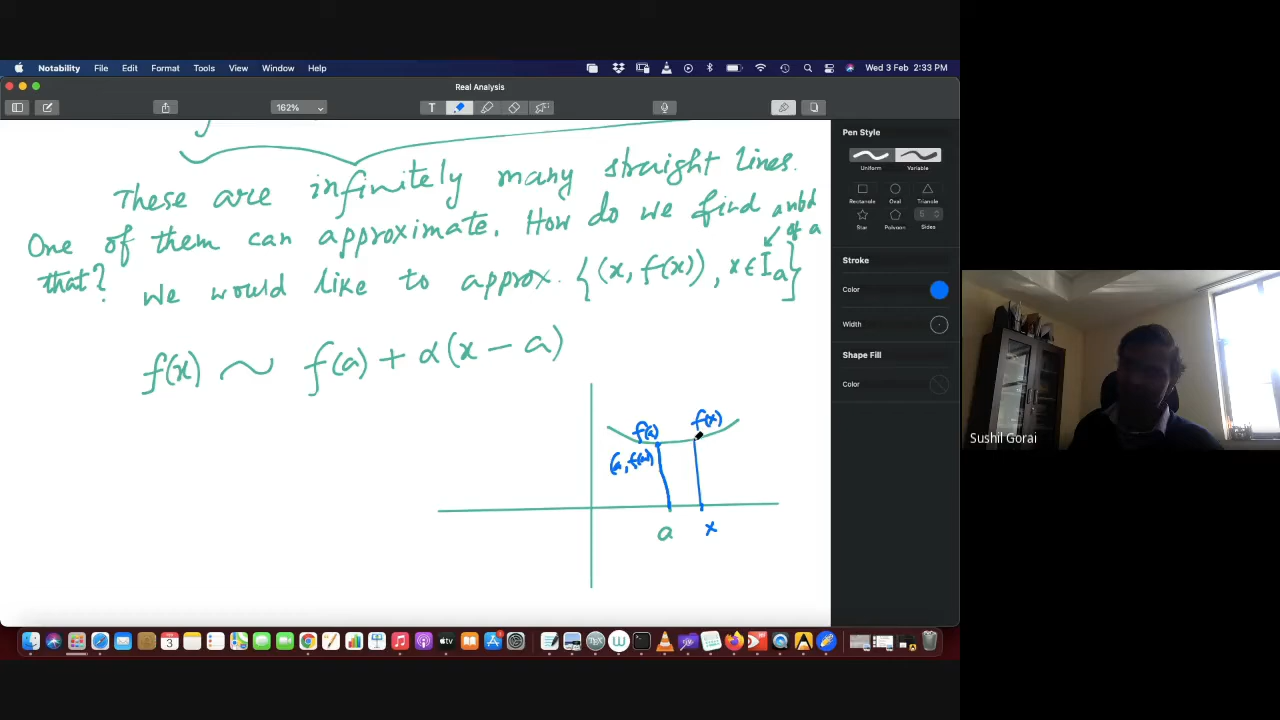 Notability File Edit Format Tools View Window Help Wed 3 Feb 2:33 PM
Real Analysis
162% T
These are infinitely many straight lines.
One of them can approximate. How do we find
a nbd of a
that? We would like to approx. {(x, f(x)), x ∈ I_a}
f(x) ~ f(a) + α(x - a)
f(a) f(x)
(a, f(a))
a x
Pen Style
Uniform Variable
Rectangle Oval Triangle
5
Star Polygon Sides
Stroke
Color
Width
Shape Fill
Color
Sushil Gorai